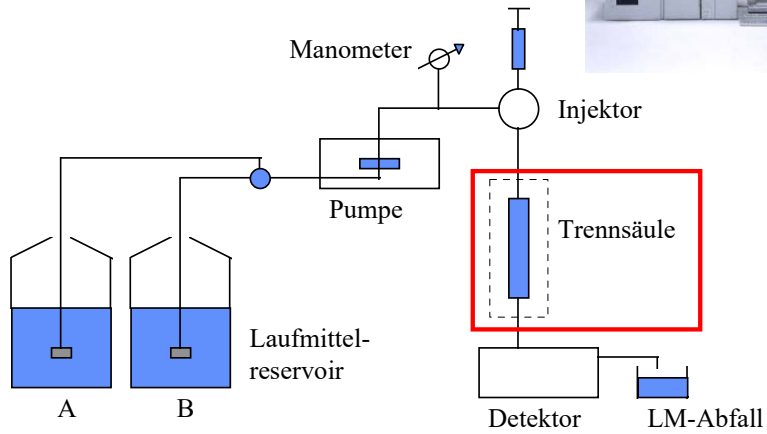 Manometer
Injektor
Pumpe
Trennsäule
Laufmittel-
reservoir
A
B
Detektor
LM-Abfall